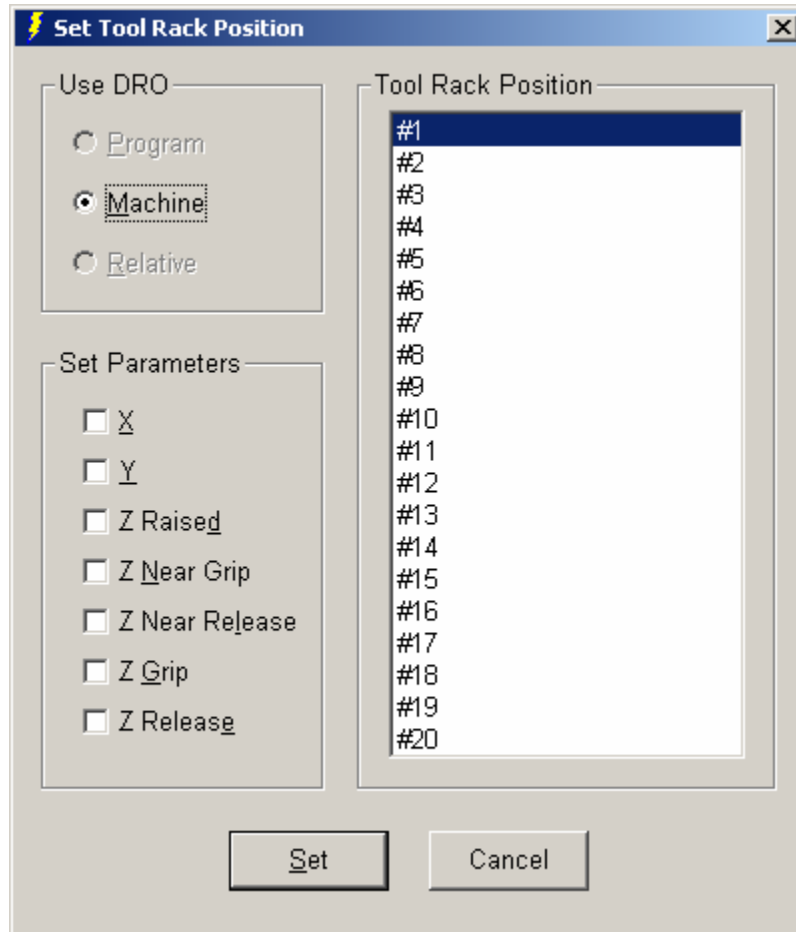 Set Tool Rack Position
Use DRO
Program
Machine
Relative
Set Parameters
X
Y
Z Raised
Z Near Grip
Z Near Release
Z Grip
Z Release
Tool Rack Position
#1
#2
#3
#4
#5
#6
#7
#8
#9
#10
#11
#12
#13
#14
#15
#16
#17
#18
#19
#20
Set
Cancel